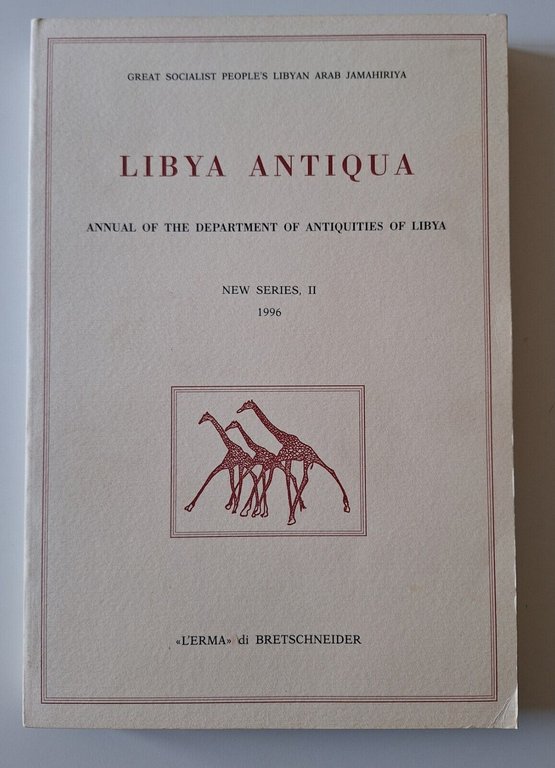 GREAT SOCIALIST PEOPLE'S LIBYAN ARAB JAMAHIRIYA
LIBYA ANTIQUA
ANNUAL OF THE DEPARTMENT OF ANTIQUITIES OF LIBYA
NEW SERIES, II
1996
«L'ERMA» di BRETSCHNEIDER